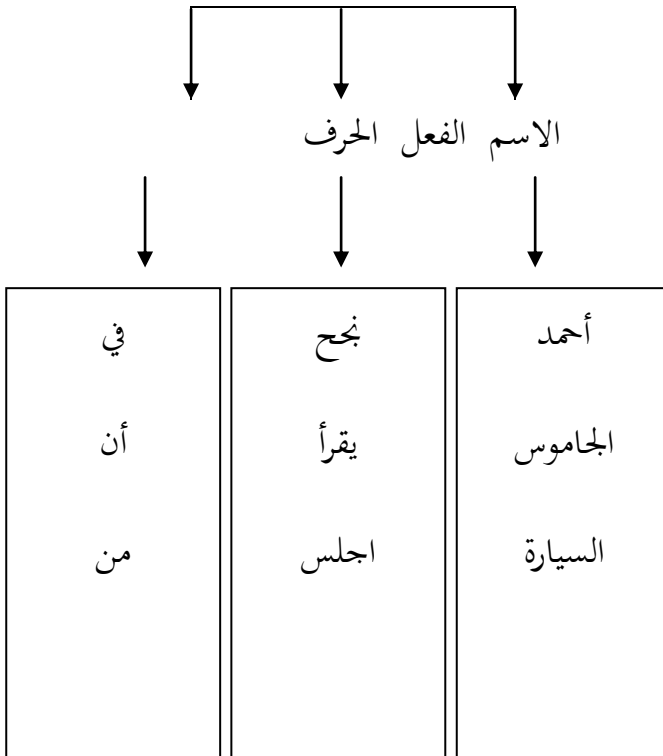 الاسم الفعل الحرف
أحمد نجح في
الجاموس يقرأ أن
السيارة اجلس من